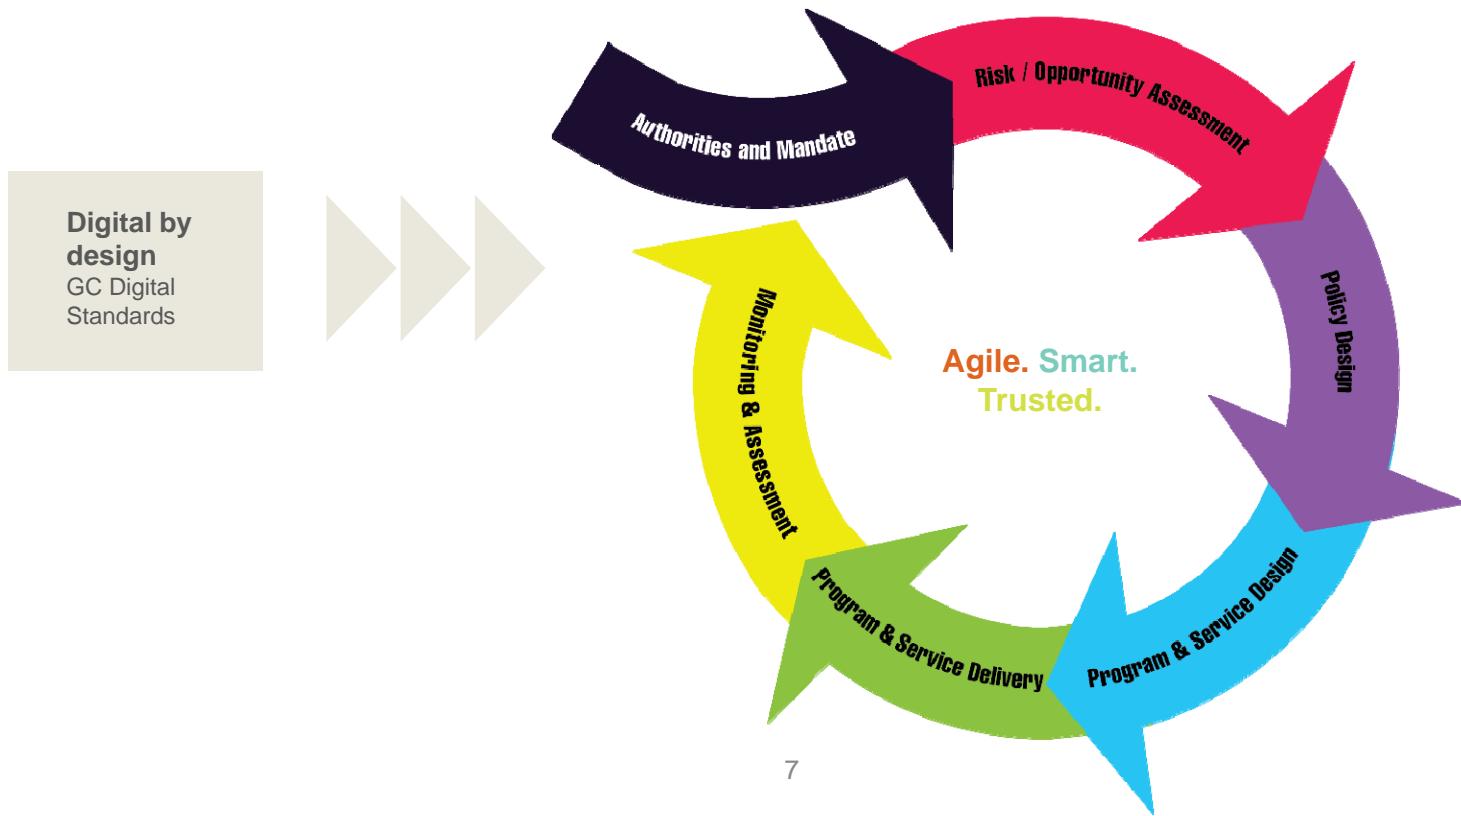 Digital by
design
GC Digital
Standards
Authorities and Mandate
Risk / Opportunity Assessment
Policy Design
Program & Service Design
Program & Service Delivery
Monitoring & Assessment
Agile. Smart.
Trusted.
7